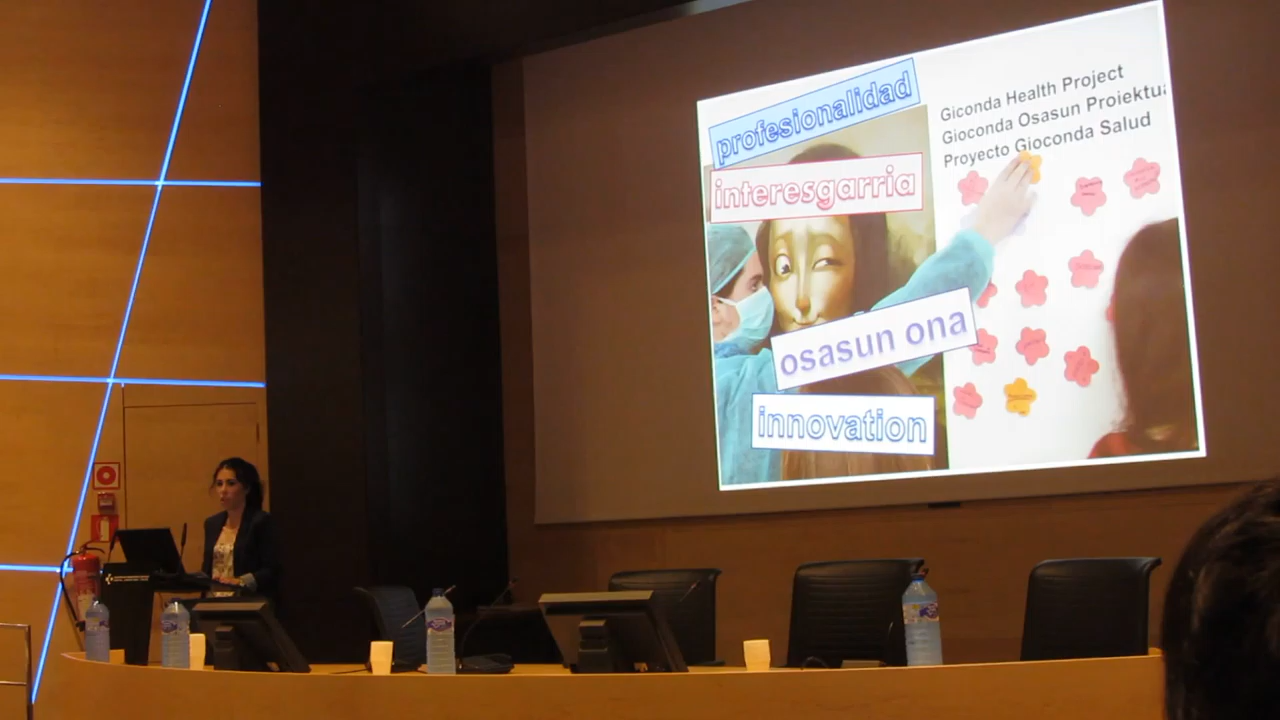 profesionalidad
interesgarria
osasun ona
innovation
Giconda Health Project
Gioconda Osasun Proiektua
Proyecto Gioconda Salud